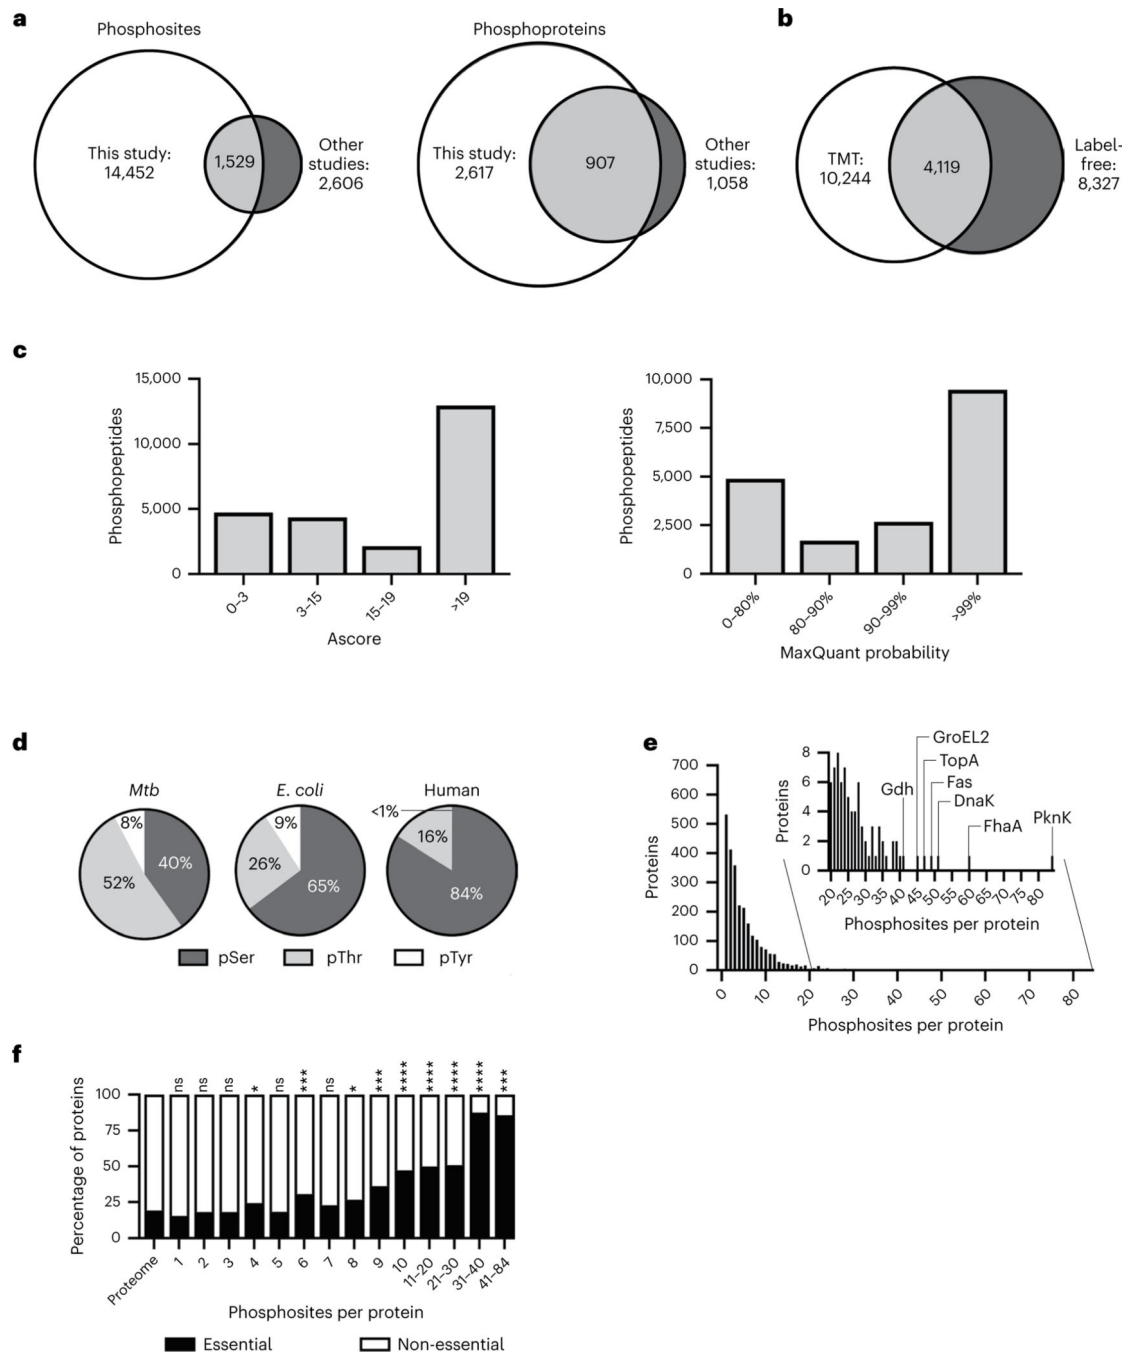 a
Phosphosites
This study:
14,452
1,529
Other
studies:
2,606
Phosphoproteins
This study:
2,617
907
Other
studies:
1,058
b
TMT:
10,244
4,119
Label-
free:
8,327
c
15,000
10,000
5,000
0
Phosphopeptides
0–3
3–15
15–19
>19
Ascore
10,000
7,500
5,000
2,500
0
Phosphopeptides
0–80%
80–90%
90–99%
>99%
MaxQuant probability
d
Mtb
8%
40%
52%
E. coli
9%
26%
65%
Human
<1%
16%
84%
pSer
pThr
pTyr
e
700
600
500
400
300
200
100
0
Proteins
0
10
20
30
40
50
60
70
80
Phosphosites per protein
8
6
4
2
0
Proteins
Gdh
GroEL2
TopA
Fas
DnaK
FhaA
PknK
20
25
30
35
40
45
50
55
60
65
70
75
80
Phosphosites per protein
f
100
75
50
25
0
Percentage of proteins
ns
ns
ns
*
ns
***
ns
*
***
****
****
****
****
***
Proteome
1
2
3
4
5
6
7
8
9
10
11–20
21–30
31–40
41–84
Phosphosites per protein
Essential
Non-essential